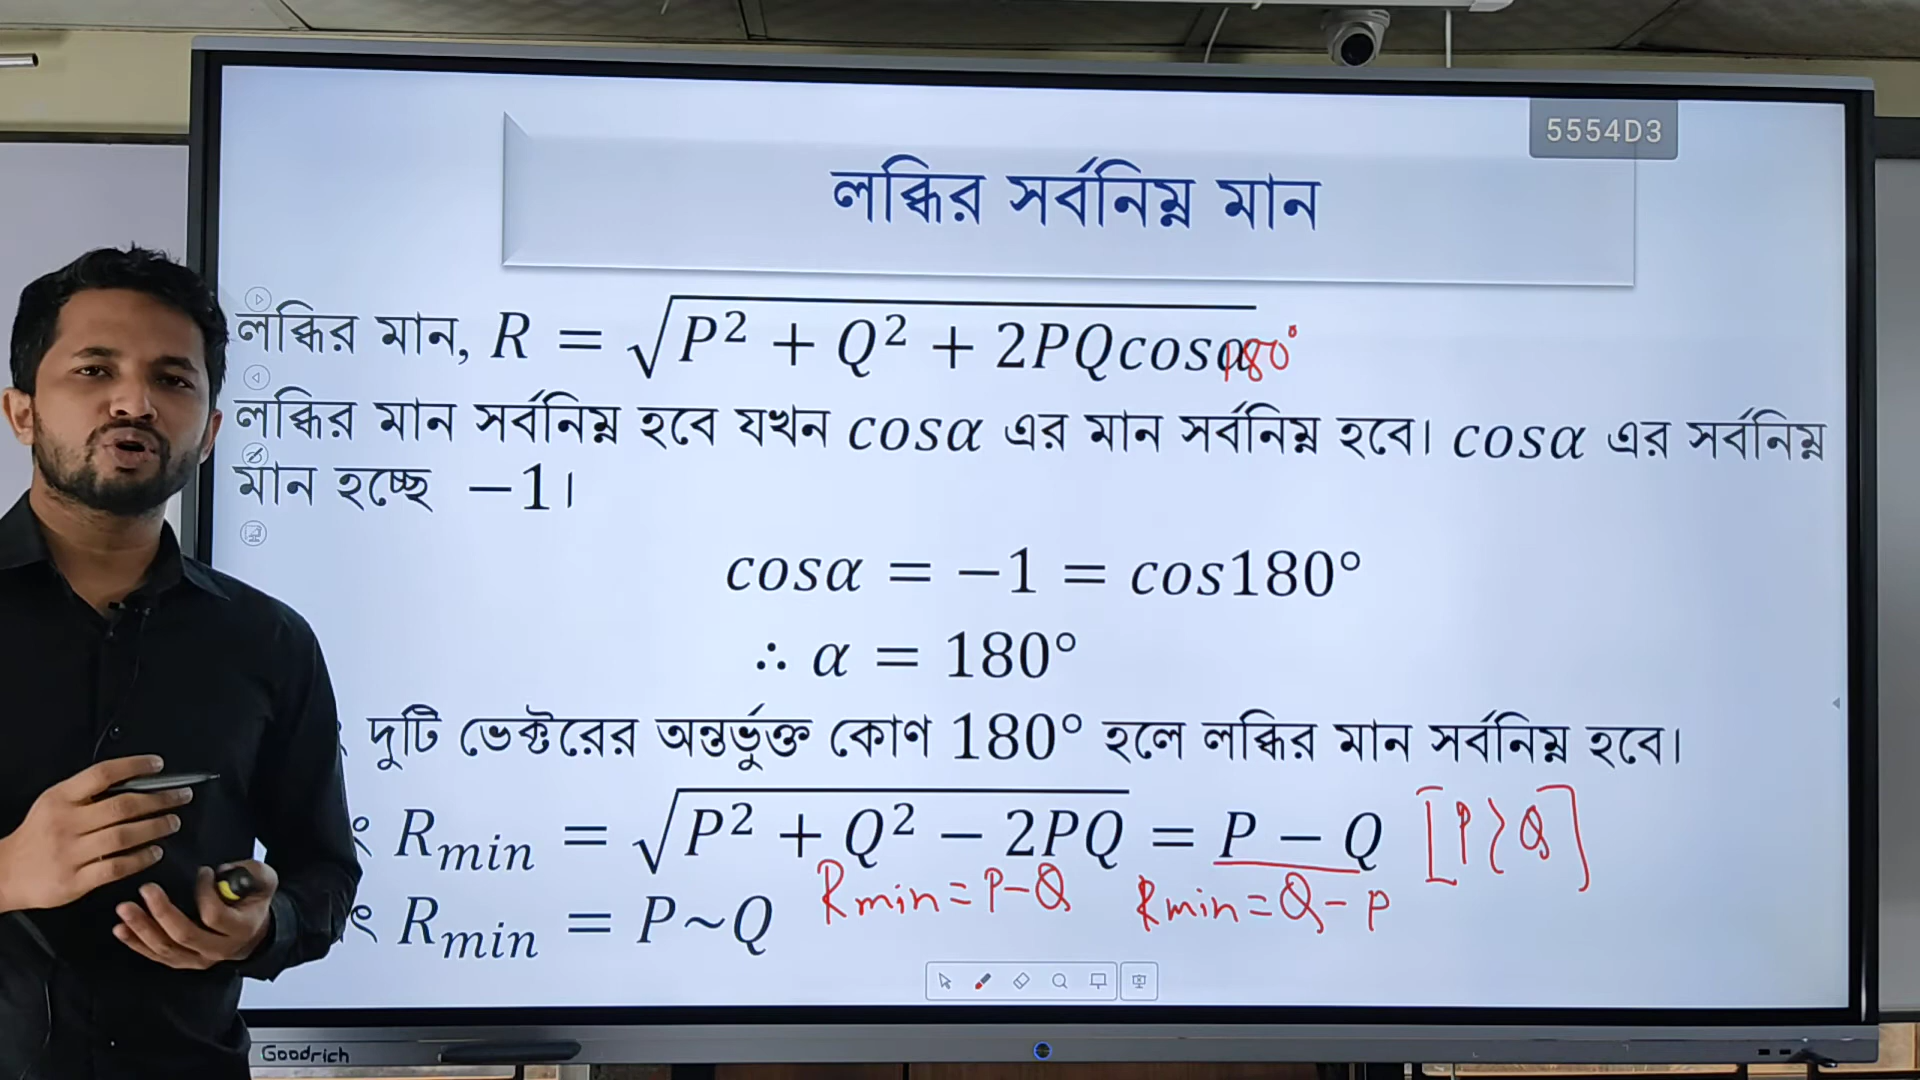 5554D3
লব্ধির সর্বনিম্ন মান
লব্ধির মান, R = √P² + Q² + 2PQcosα 180°
লব্ধির মান সর্বনিম্ন হবে যখন cosα এর মান সর্বনিম্ন হবে। cosα এর সর্বনিম্ন
মান হচ্ছে −1।
cosα = −1 = cos180°
∴ α = 180°
দুটি ভেক্টরের অন্তর্ভুক্ত কোণ 180° হলে লব্ধির মান সর্বনিম্ন হবে।
R_min = √P² + Q² − 2PQ = P − Q [P>Q]
Rmin = P-Q Rmin = Q-P
R_min = P~Q
Goodrich